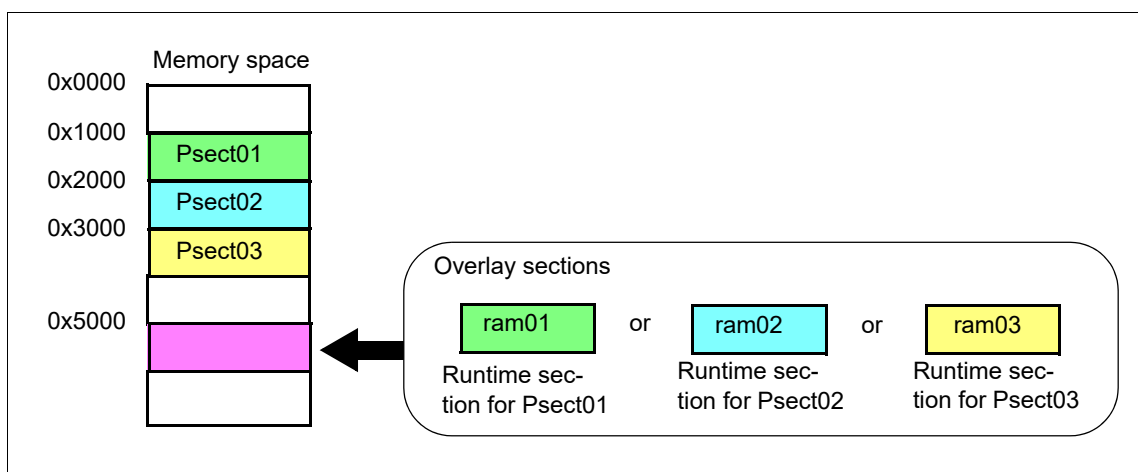 Memory space
0x0000
0x1000
Psect01
0x2000
Psect02
0x3000
Psect03
0x5000
Overlay sections
ram01 or ram02 or ram03
Runtime sec-
tion for Psect01
Runtime sec-
tion for Psect02
Runtime sec-
tion for Psect03